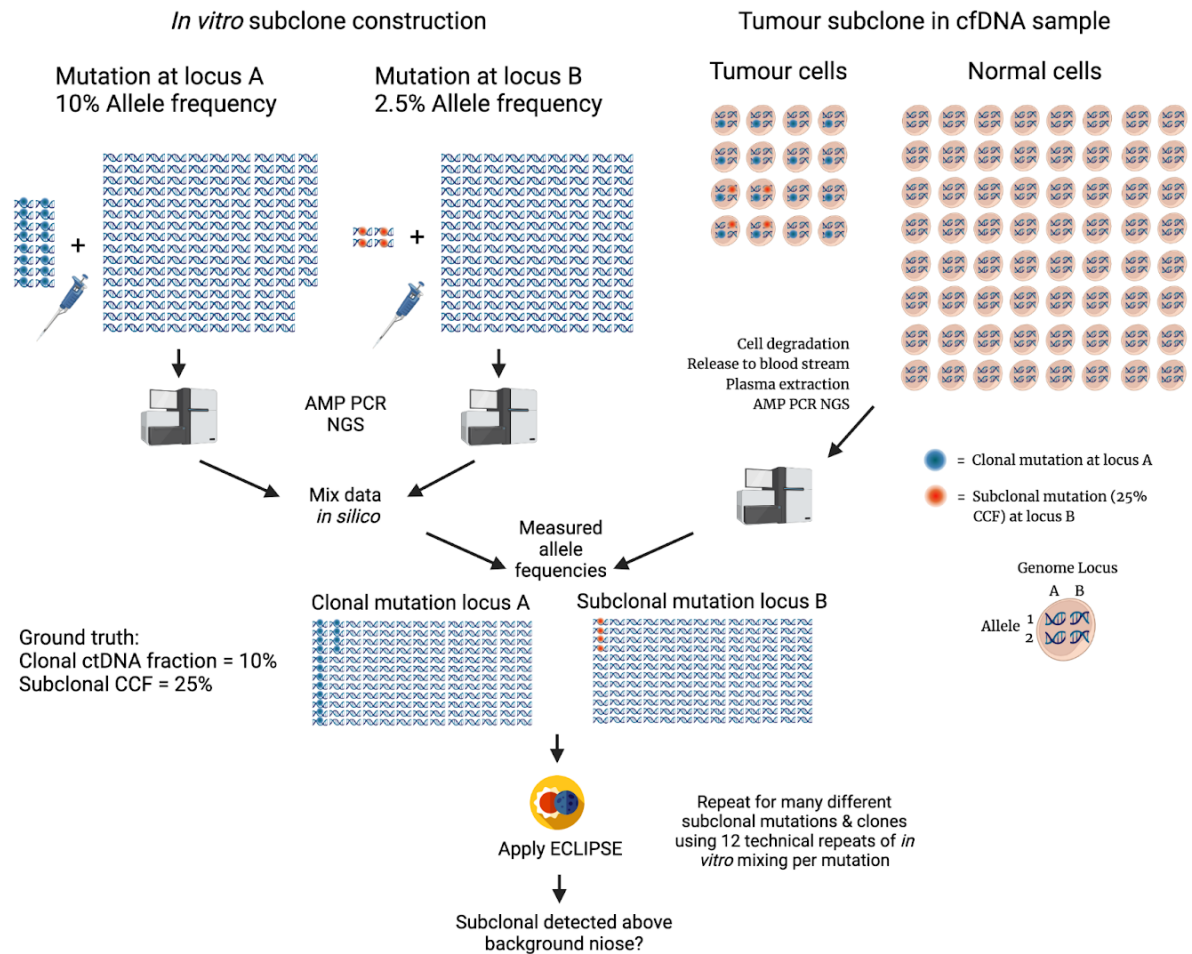 In vitro subclone construction
Tumour subclone in cfDNA sample
Mutation at locus A
10% Allele frequency
Mutation at locus B
2.5% Allele frequency
Tumour cells
Normal cells
+
+
Cell degradation
Release to blood stream
Plasma extraction
AMP PCR NGS
AMP PCR
NGS
Mix data
in silico
= Clonal mutation at locus A
= Subclonal mutation (25%
CCF) at locus B
Measured
allele
fequencies
Genome Locus
A B
Allele 1
2
Clonal mutation locus A
Subclonal mutation locus B
Ground truth:
Clonal ctDNA fraction = 10%
Subclonal CCF = 25%
Apply ECLIPSE
Repeat for many different
subclonal mutations & clones
using 12 technical repeats of in
vitro mixing per mutation
Subclonal detected above
background niose?